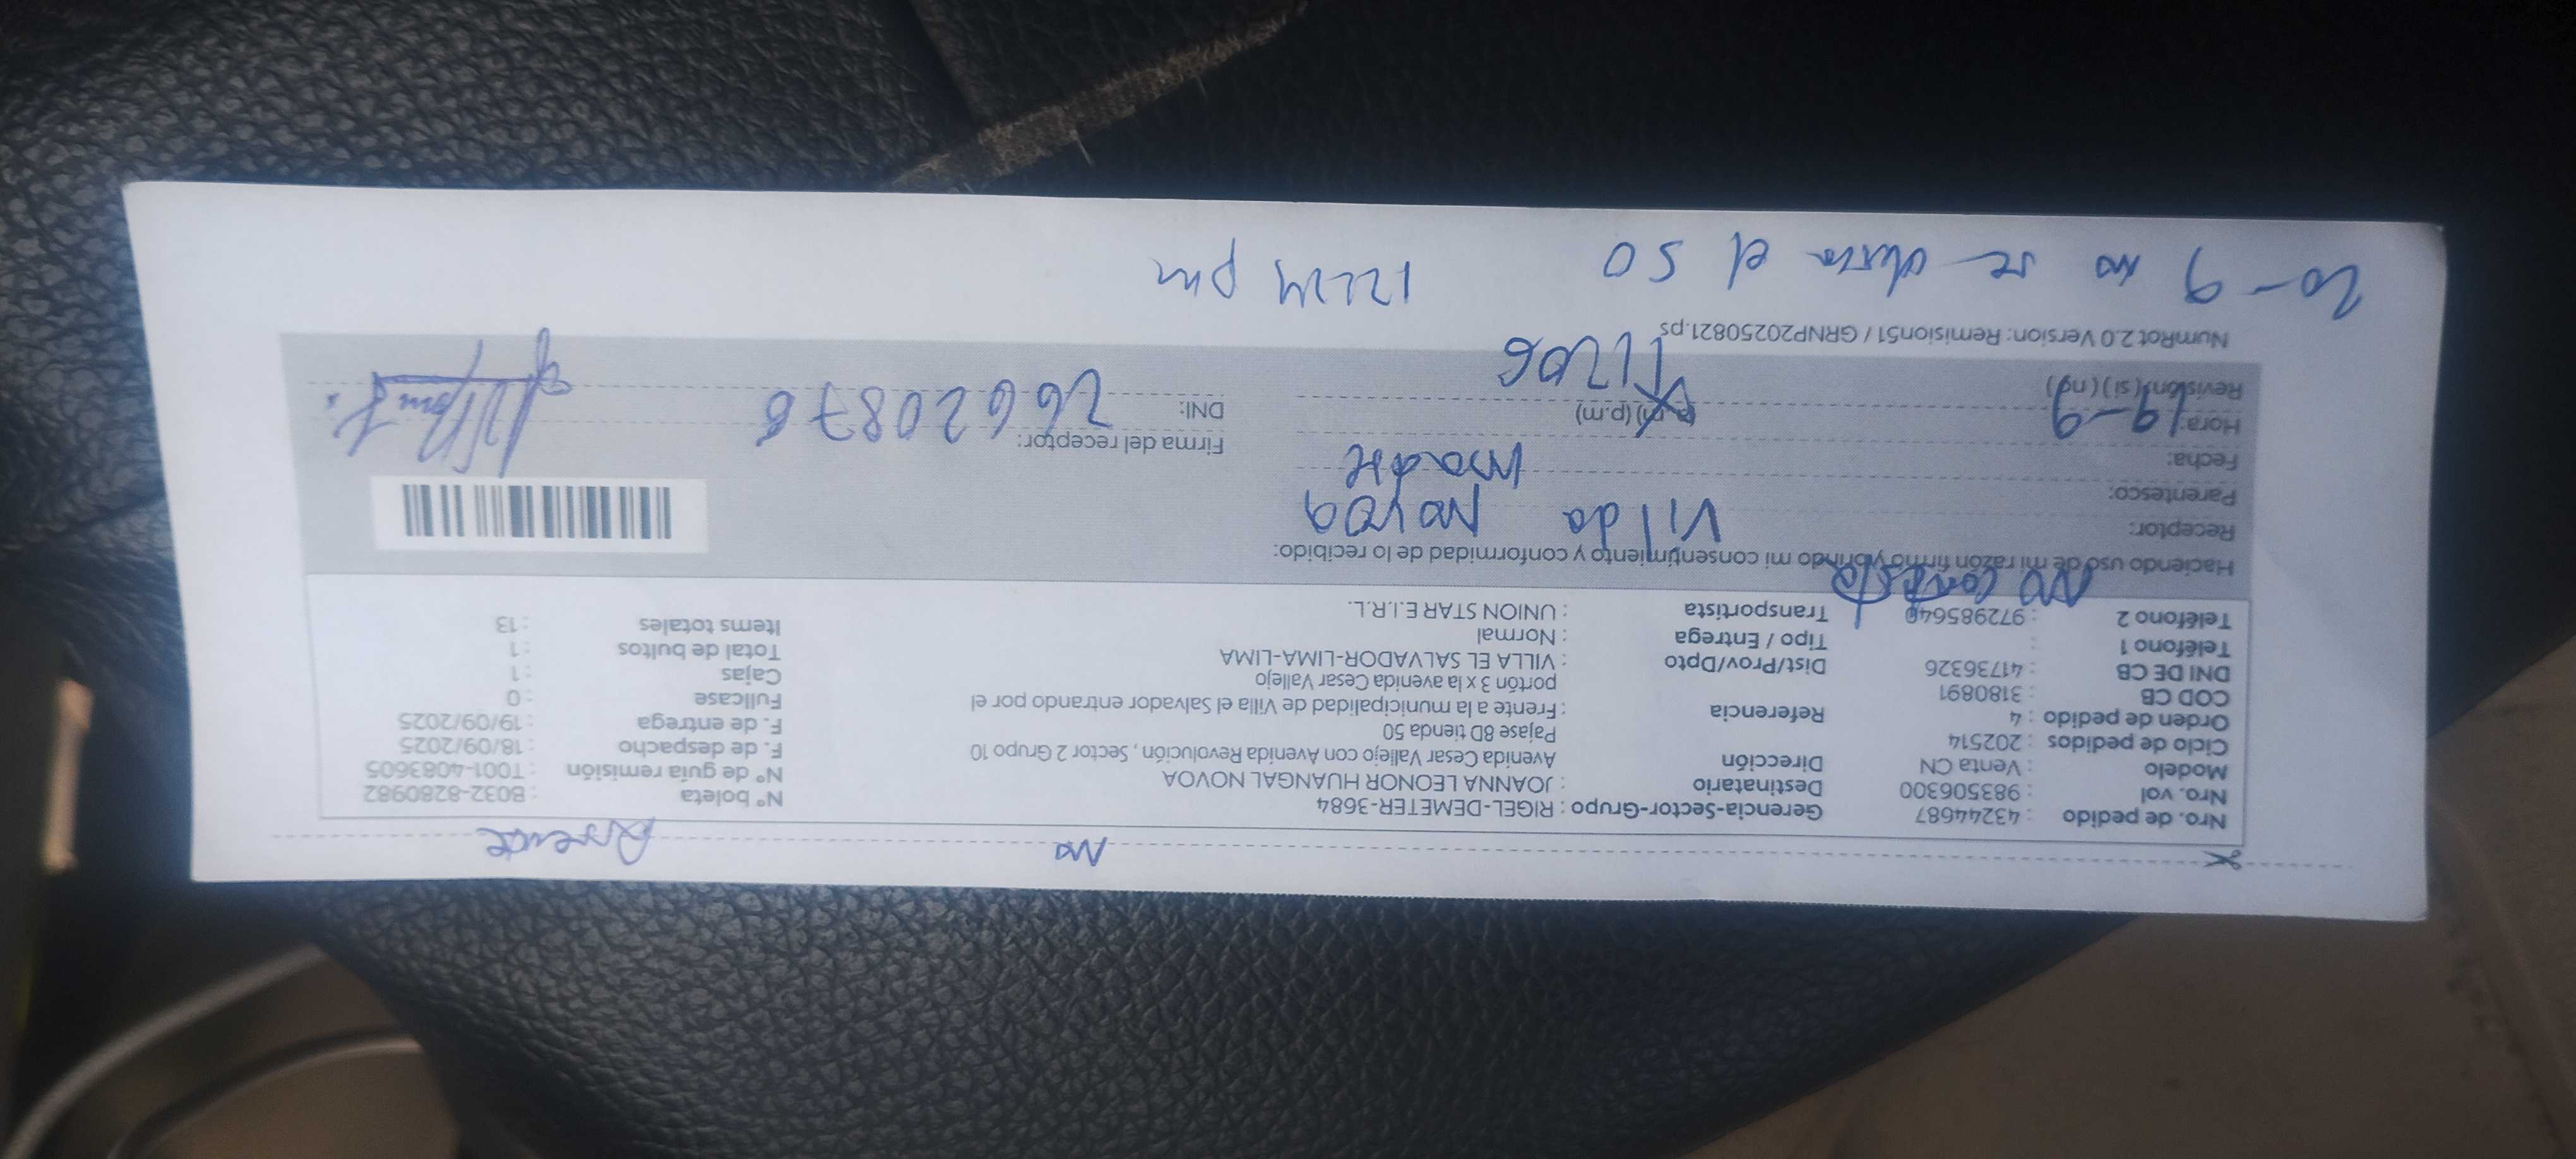 No Ausente
Nro. de pedido : 43244687 Gerencia-Sector-Grupo : RIGEL-DEMETER-3684 N° boleta : B032-8280982
Nro. vol : 983506300 Destinatario : JOANNA LEONOR HUANGAL NOVOA N° de guía remisión : T001-4083605
Modelo : Venta CN Dirección Avenida Cesar Vallejo con Avenida Revolución , Sector 2 Grupo 10 F. de despacho : 18/09/2025
Ciclo de pedidos : 202514 Pajase 8D tienda 50 F. de entrega : 19/09/2025
Orden de pedido : 4 Referencia : Frente a la municipalidad de Villa el Salvador entrando por el Fullcase : 0
COD CB : 3180891 portón 3 x la avenida Cesar Vallejo Cajas : 1
DNI DE CB : 41736326 Dist/Prov/Dpto : VILLA EL SALVADOR-LIMA-LIMA Total de bultos : 1
Teléfono 1 : Tipo / Entrega : Normal Items totales : 13
Teléfono 2 : 972985640 Transportista : UNION STAR E.I.R.L.
No contesta
Haciendo uso de mi razón firmo y brindo mi consentimiento y conformidad de lo recibido:
Receptor: Vilda Novoa
Parentesco: Madre
Fecha: 19-9
Hora: (a.m) (p.m)
Revisión: (si) (no) 11206
Firma del receptor:
DNI: 26620876
NumRot 2.0 Version: Remision51 / GRNP20250821.ps
20-9 no se ubica el 50 12:24 pm